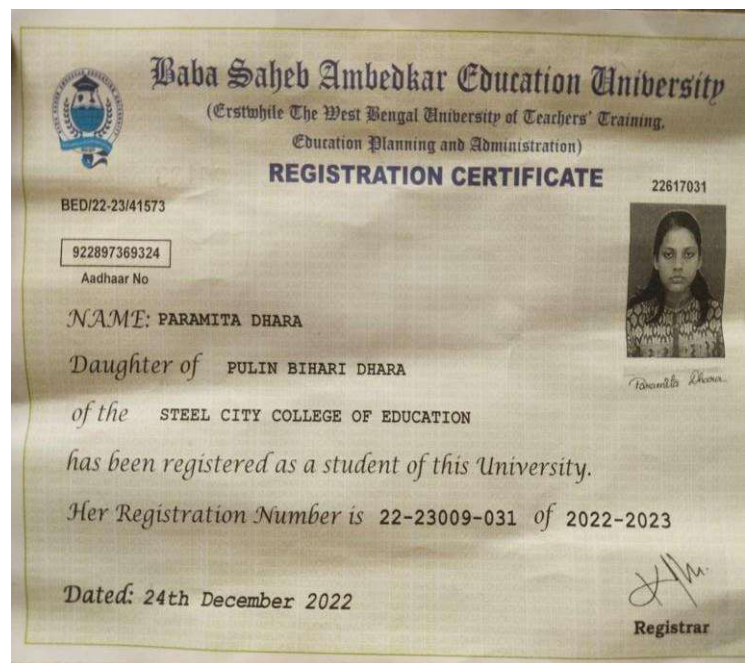 Baba Saheb Ambedkar Education University
(Erstwhile The West Bengal University of Teachers' Training,
Education Planning and Administration)
REGISTRATION CERTIFICATE
22617031
BED/22-23/41573
922897369324
Aadhaar No
NAME: PARAMITA DHARA
Daughter of PULIN BIHARI DHARA
of the STEEL CITY COLLEGE OF EDUCATION
has been registered as a student of this University.
Her Registration Number is 22-23009-031 of 2022-2023
Paramita Dhara
Dated: 24th December 2022
Registrar